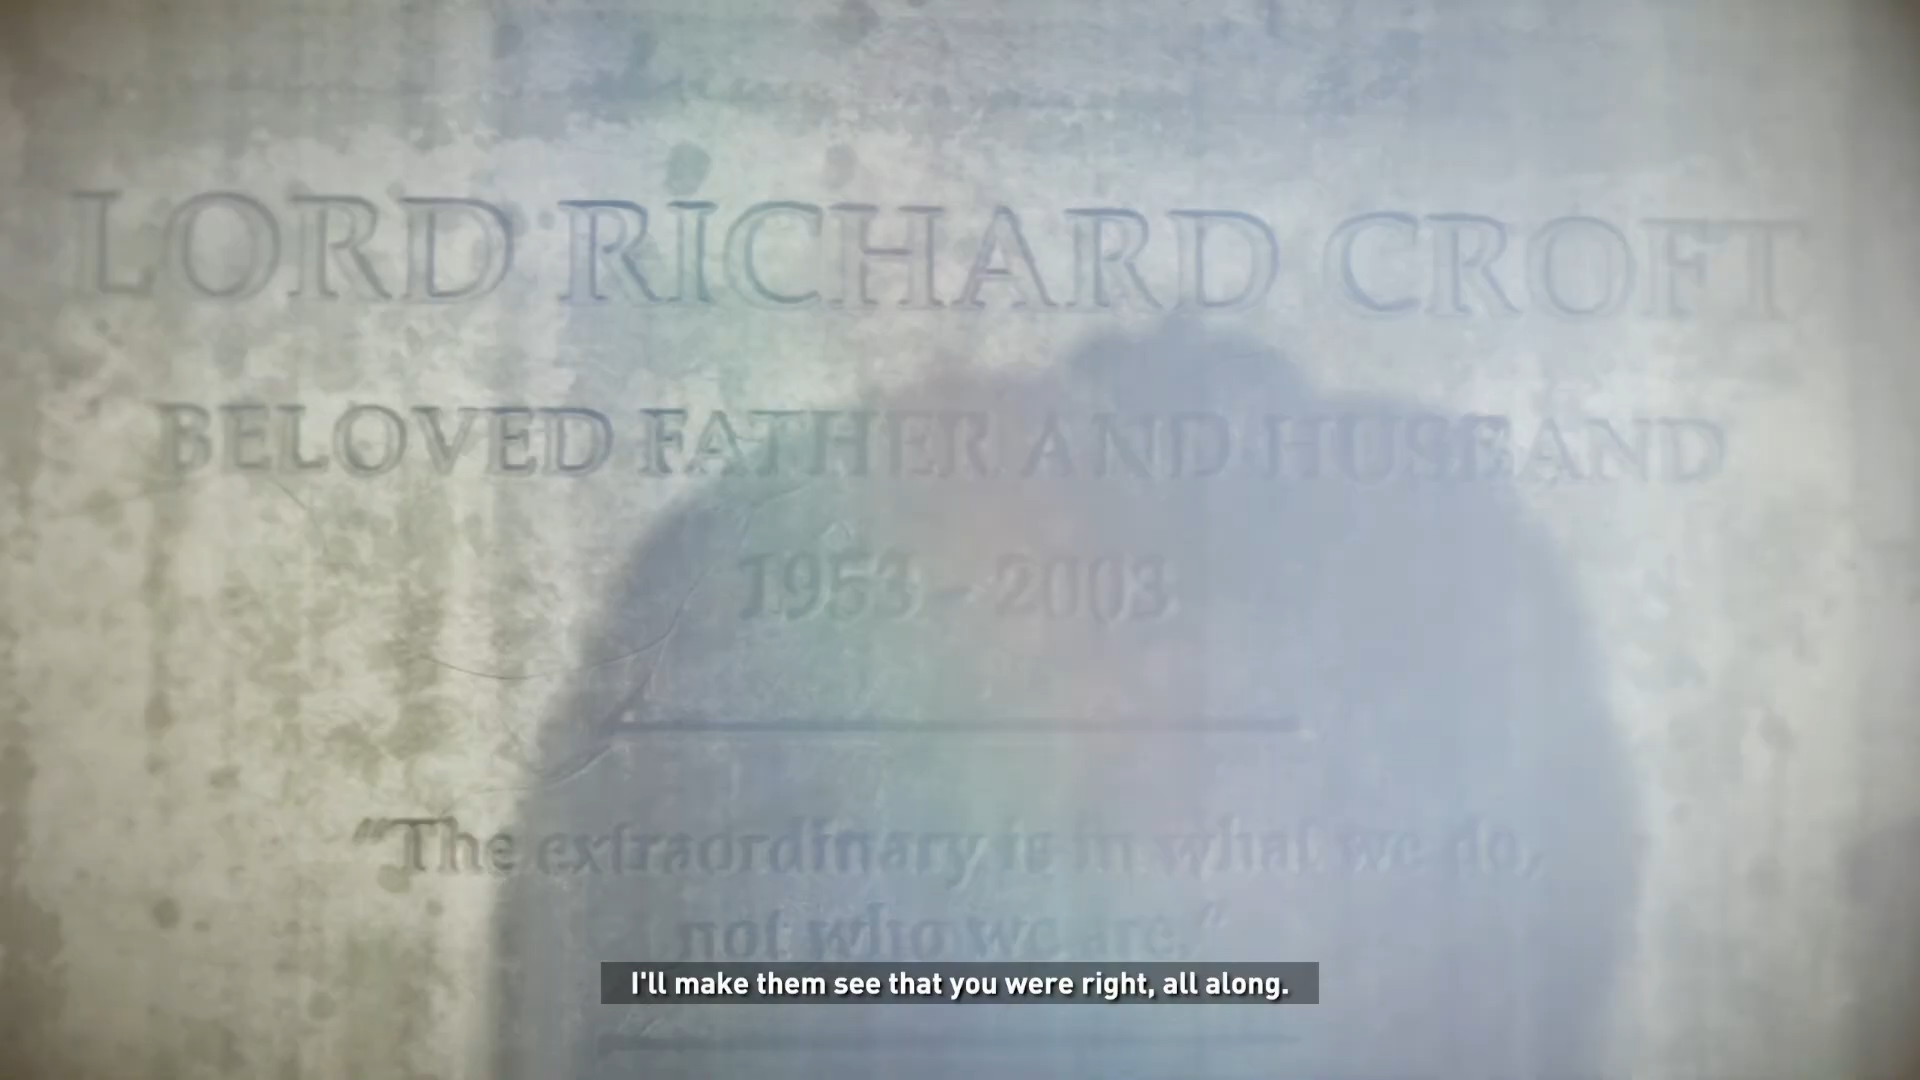 LORD RICHARD CROFT
BELOVED FATHER AND HUSBAND
1953 - 2003
"The extraordinary is in what we do,
not who we are."
I'll make them see that you were right, all along.